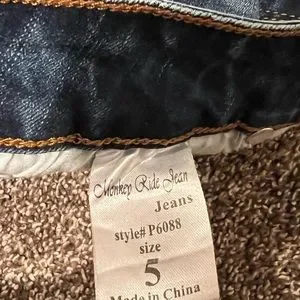 Monkey Ride Jean
Jeans
style# P6088
size
5
Made in China